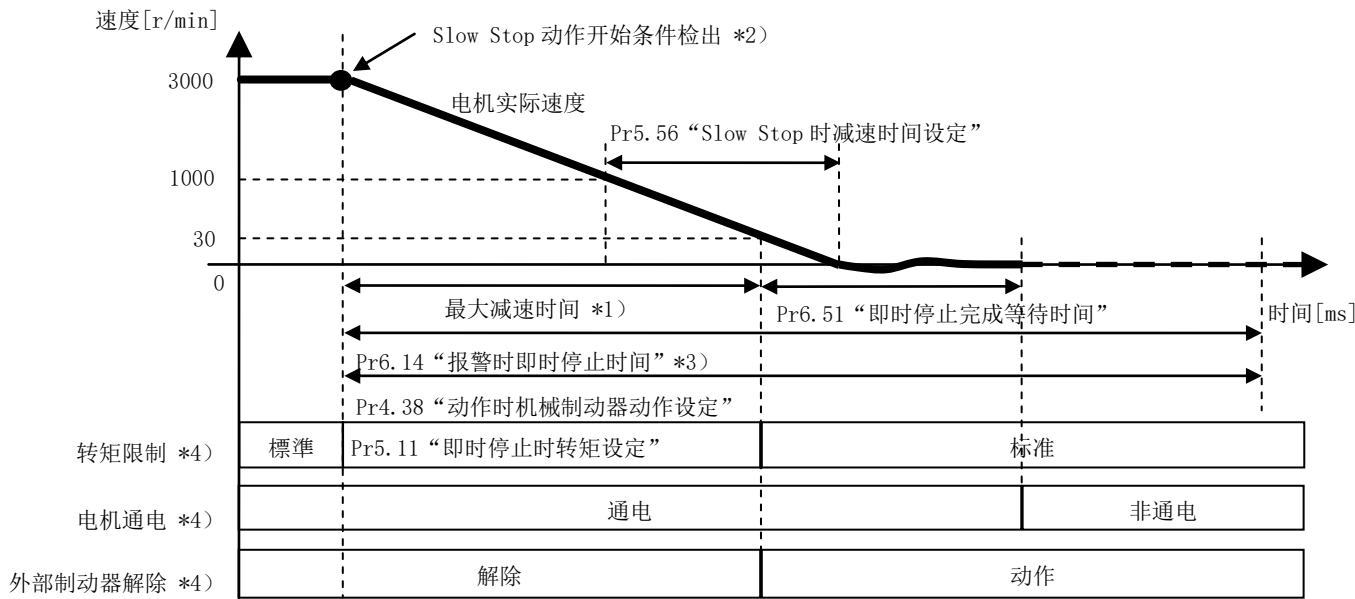 速度[r/min]
Slow Stop 动作开始条件检出 *2）
3000
电机实际速度
Pr5.56“Slow Stop 时减速时间设定”
1000
30
0
最大减速时间 *1）
Pr6.51“即时停止完成等待时间”
时间[ms]
Pr6.14“报警时即时停止时间”*3）
Pr4.38“动作时机械制动器动作设定”
转矩限制 *4）
標準
Pr5.11“即时停止时转矩设定”
标准
电机通电 *4）
通电
非通电
外部制动器解除 *4）
解除
动作